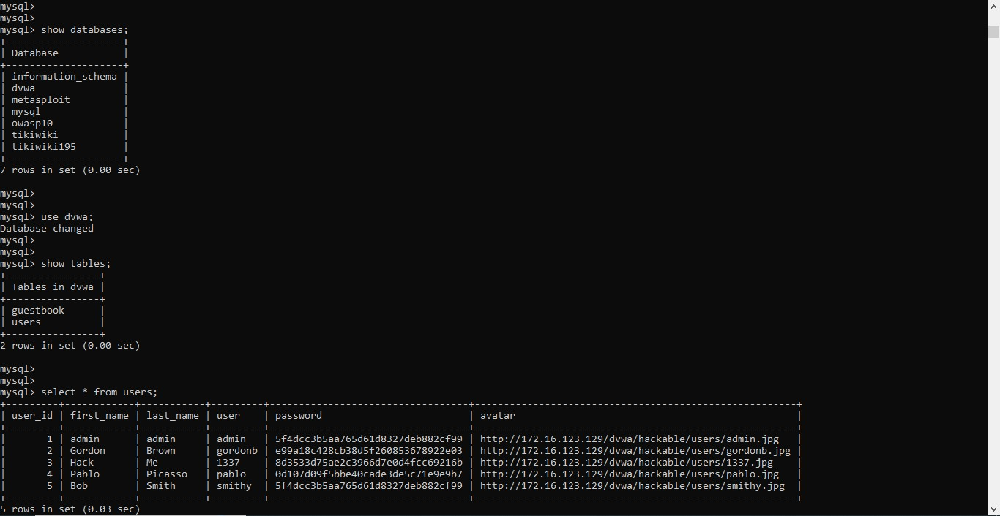 mysql>
mysql>
mysql> show databases;
+--------------------+
| Database           |
+--------------------+
| information_schema |
| dvwa               |
| metasploit         |
| mysql              |
| owasp10            |
| tikiwiki           |
| tikiwiki195        |
+--------------------+
7 rows in set (0.00 sec)
mysql>
mysql>
mysql> use dvwa;
Database changed
mysql>
mysql>
mysql> show tables;
+----------------+
| Tables_in_dvwa |
+----------------+
| guestbook      |
| users          |
+----------------+
2 rows in set (0.00 sec)
mysql>
mysql>
mysql> select * from users;
+---------+------------+-----------+---------+----------------------------------+-------------------------------------------------------+
| user_id | first_name | last_name | user    | password                         | avatar                                                |
+---------+------------+-----------+---------+----------------------------------+-------------------------------------------------------+
|       1 | admin      | admin     | admin   | 5f4dcc3b5aa765d61d8327deb882cf99 | http://172.16.123.129/dvwa/hackable/users/admin.jpg   |
|       2 | Gordon     | Brown     | gordonb | e99a18c428cb38d5f260853678922e03 | http://172.16.123.129/dvwa/hackable/users/gordonb.jpg |
|       3 | Hack       | Me        | 1337    | 8d3533d75ae2c3966d7e0d4fcc69216b | http://172.16.123.129/dvwa/hackable/users/1337.jpg    |
|       4 | Pablo      | Picasso   | pablo   | 0d107d09f5bbe40cade3de5c71e9e9b7 | http://172.16.123.129/dvwa/hackable/users/pablo.jpg   |
|       5 | Bob        | Smith     | smithy  | 5f4dcc3b5aa765d61d8327deb882cf99 | http://172.16.123.129/dvwa/hackable/users/smithy.jpg  |
+---------+------------+-----------+---------+----------------------------------+-------------------------------------------------------+
5 rows in set (0.03 sec)